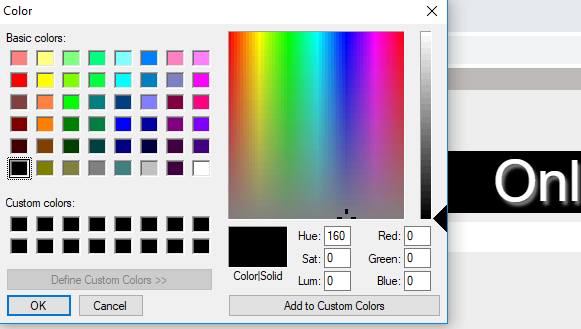 Color
Basic colors:
Custom colors:
Define Custom Colors >>
OK Cancel
Color|Solid
Hue: 160 Red: 0
Sat: 0 Green: 0
Lum: 0 Blue: 0
Add to Custom Colors
Onl